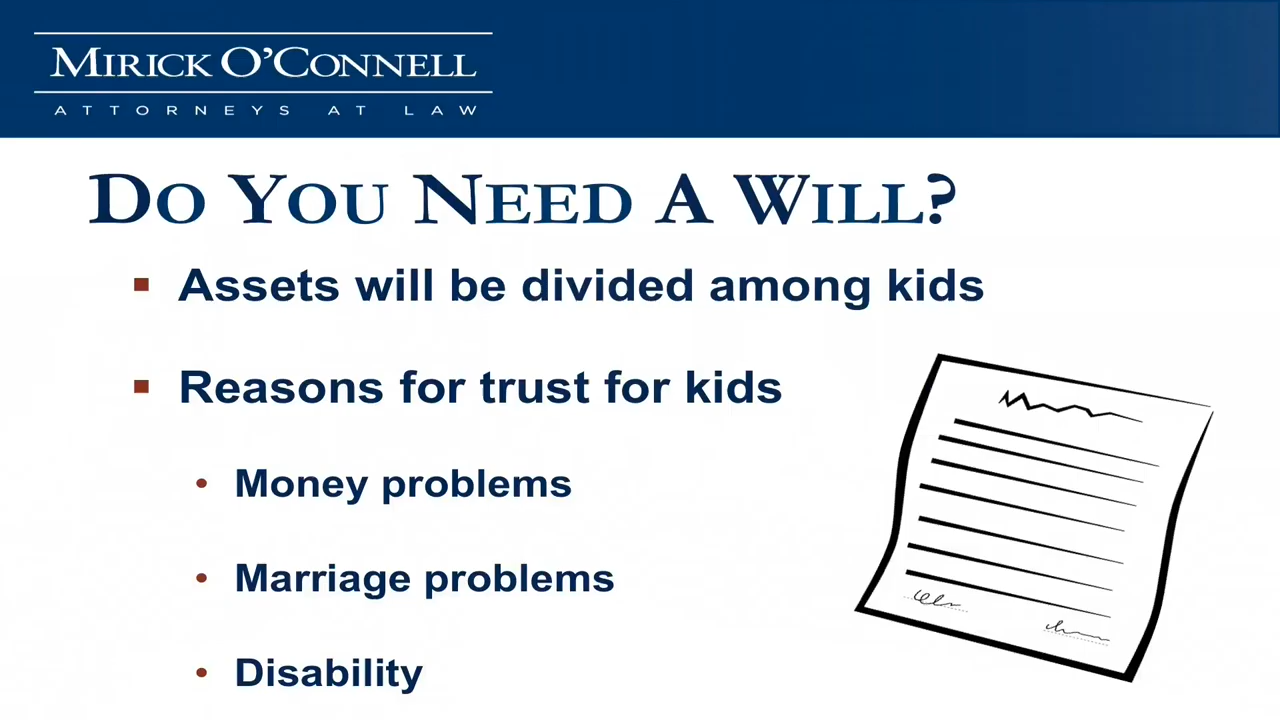 MIRICK O'CONNELL
ATTORNEYS AT LAW
DO YOU NEED A WILL?
Assets will be divided among kids
Reasons for trust for kids
Money problems
Marriage problems
Disability